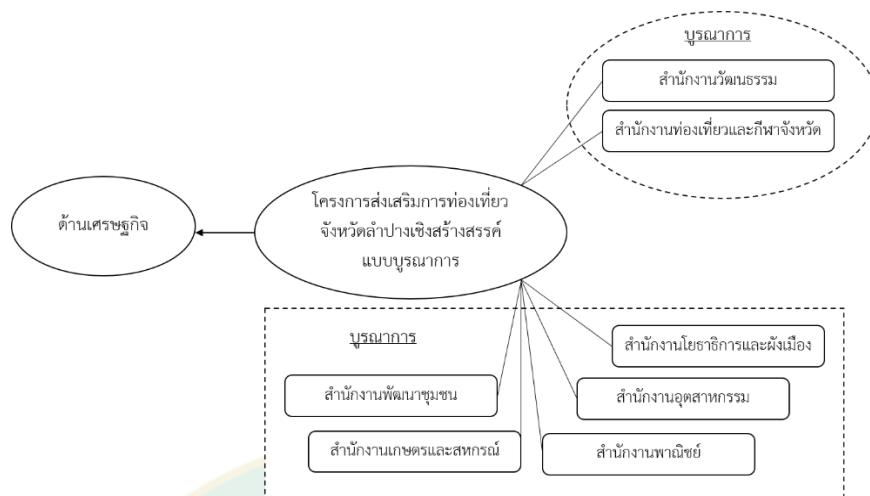 บูรณาการ
สำนักงานวัฒนธรรม
สำนักงานท่องเที่ยวและกีฬาจังหวัด
โครงการส่งเสริมการท่องเที่ยว
จังหวัดลำปางเชิงสร้างสรรค์
แบบบูรณาการ
ด้านเศรษฐกิจ
บูรณาการ
สำนักงานโยธาธิการและผังเมือง
สำนักงานพัฒนาชุมชน
สำนักงานอุตสาหกรรม
สำนักงานเกษตรและสหกรณ์
สำนักงานพาณิชย์